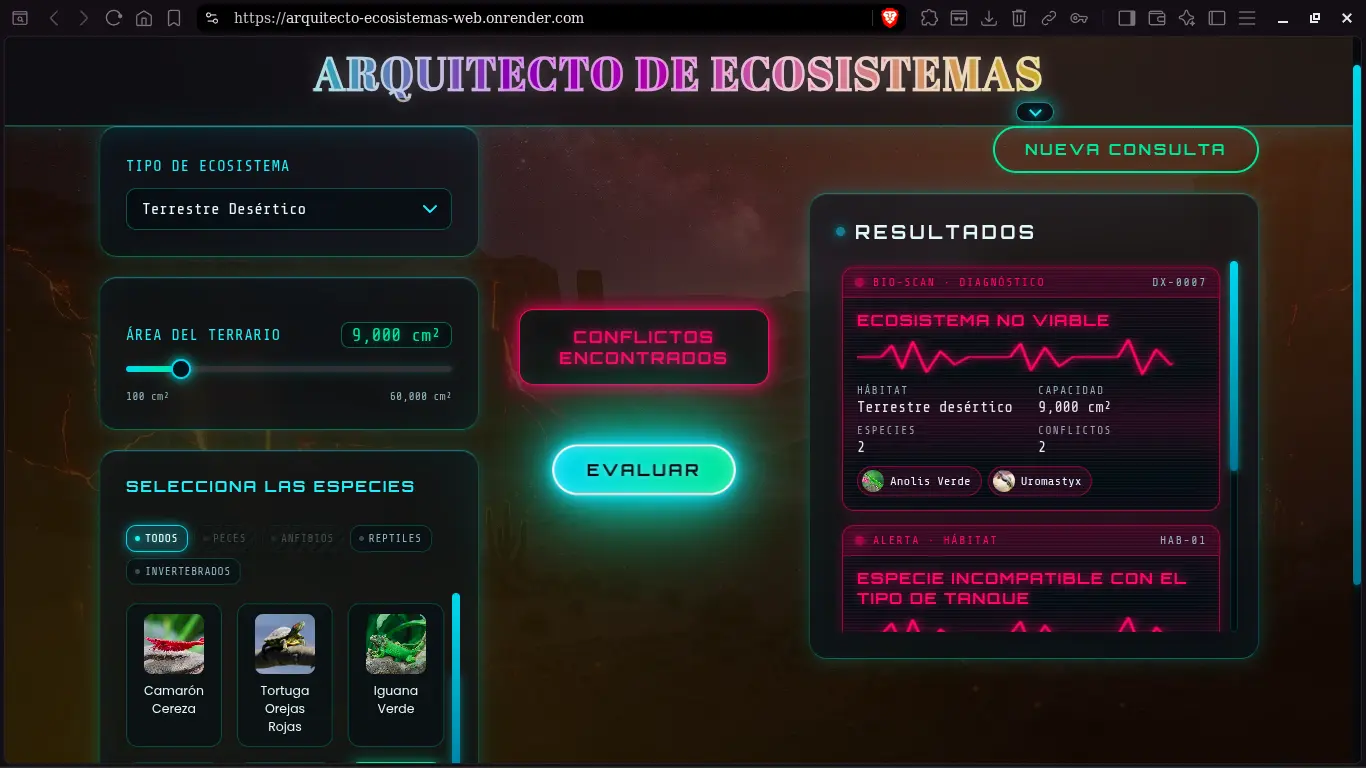 https://arquitecto-ecosistemas-web.onrender.com
ARQUITECTO DE ECOSISTEMAS
TIPO DE ECOSISTEMA
Terrestre Desértico
ÁREA DEL TERRARIO
9,000 cm²
100 cm²
60,000 cm²
SELECCIONA LAS ESPECIES
TODOS
PECES
ANFIBIOS
REPTILES
INVERTEBRADOS
Camarón
Cereza
Tortuga
Orejas
Rojas
Iguana
Verde
CONFLICTOS
ENCONTRADOS
EVALUAR
NUEVA CONSULTA
RESULTADOS
BIO-SCAN · DIAGNÓSTICO
DX-0007
ECOSISTEMA NO VIABLE
HÁBITAT
CAPACIDAD
Terrestre desértico
9,000 cm²
ESPECIES
CONFLICTOS
2
2
Anolis Verde
Uromastyx
ALERTA · HÁBITAT
HAB-01
ESPECIE INCOMPATIBLE CON EL
TIPO DE TANQUE